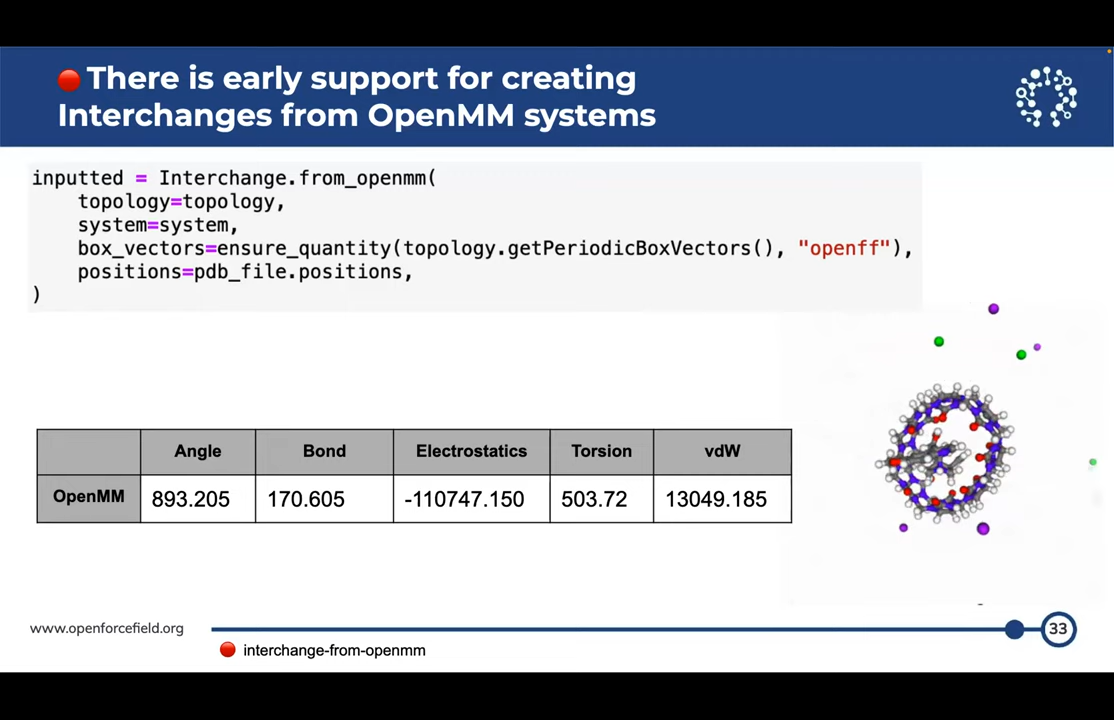 There is early support for creating
Interchanges from OpenMM systems
inputted = Interchange.from_openmm(
    topology=topology,
    system=system,
    box_vectors=ensure_quantity(topology.getPeriodicBoxVectors(), "openff"),
    positions=pdb_file.positions,
)
Angle Bond Electrostatics Torsion vdW
OpenMM 893.205 170.605 -110747.150 503.72 13049.185
www.openforcefield.org 33
interchange-from-openmm